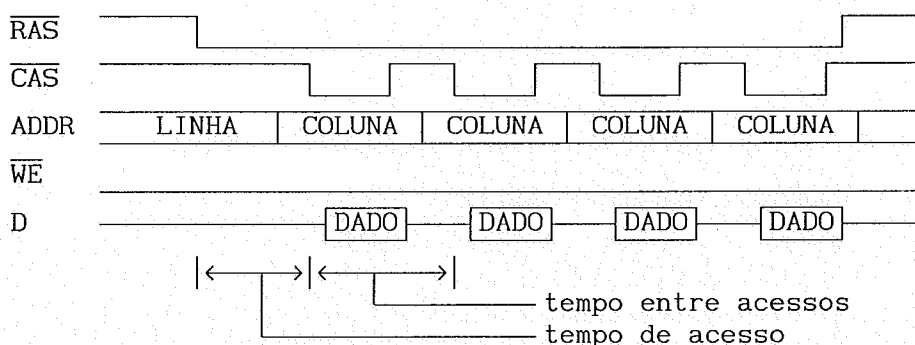 RAS
CAS
ADDR LINHA COLUNA COLUNA COLUNA COLUNA
WE
D DADO DADO DADO DADO
tempo entre acessos
tempo de acesso